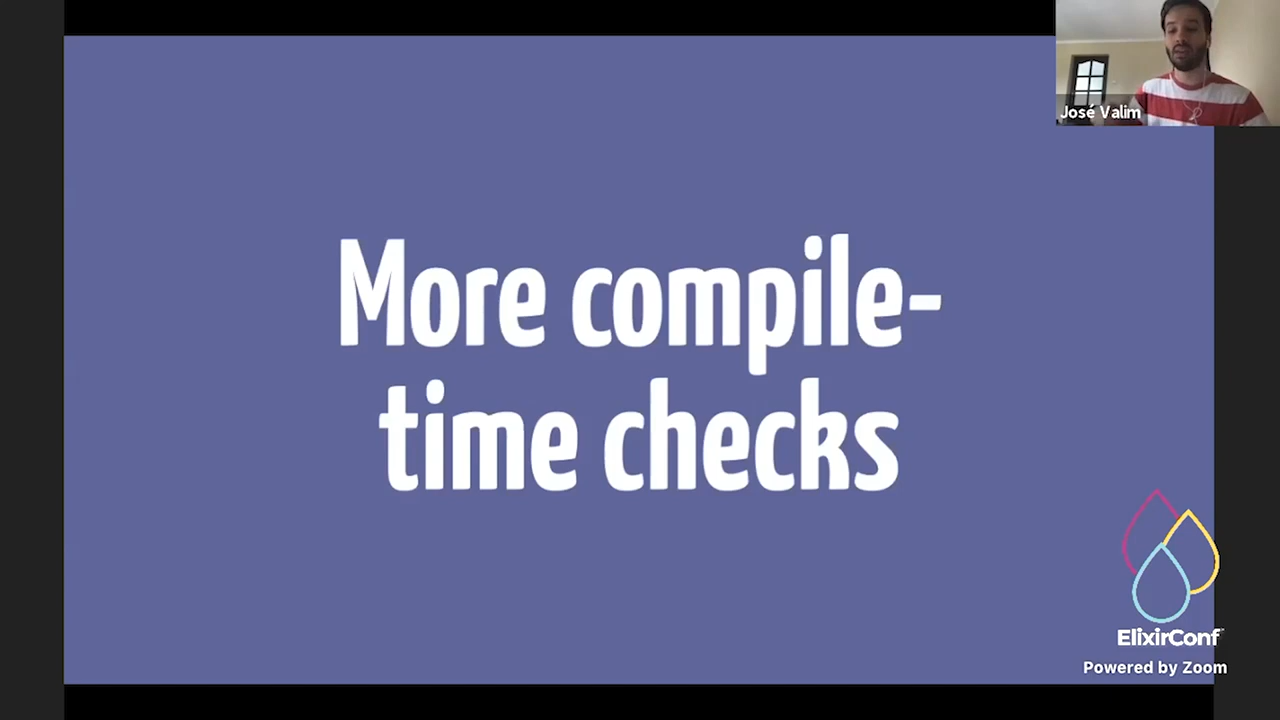 José Valim
More compile-
time checks
ElixirConf
Powered by Zoom